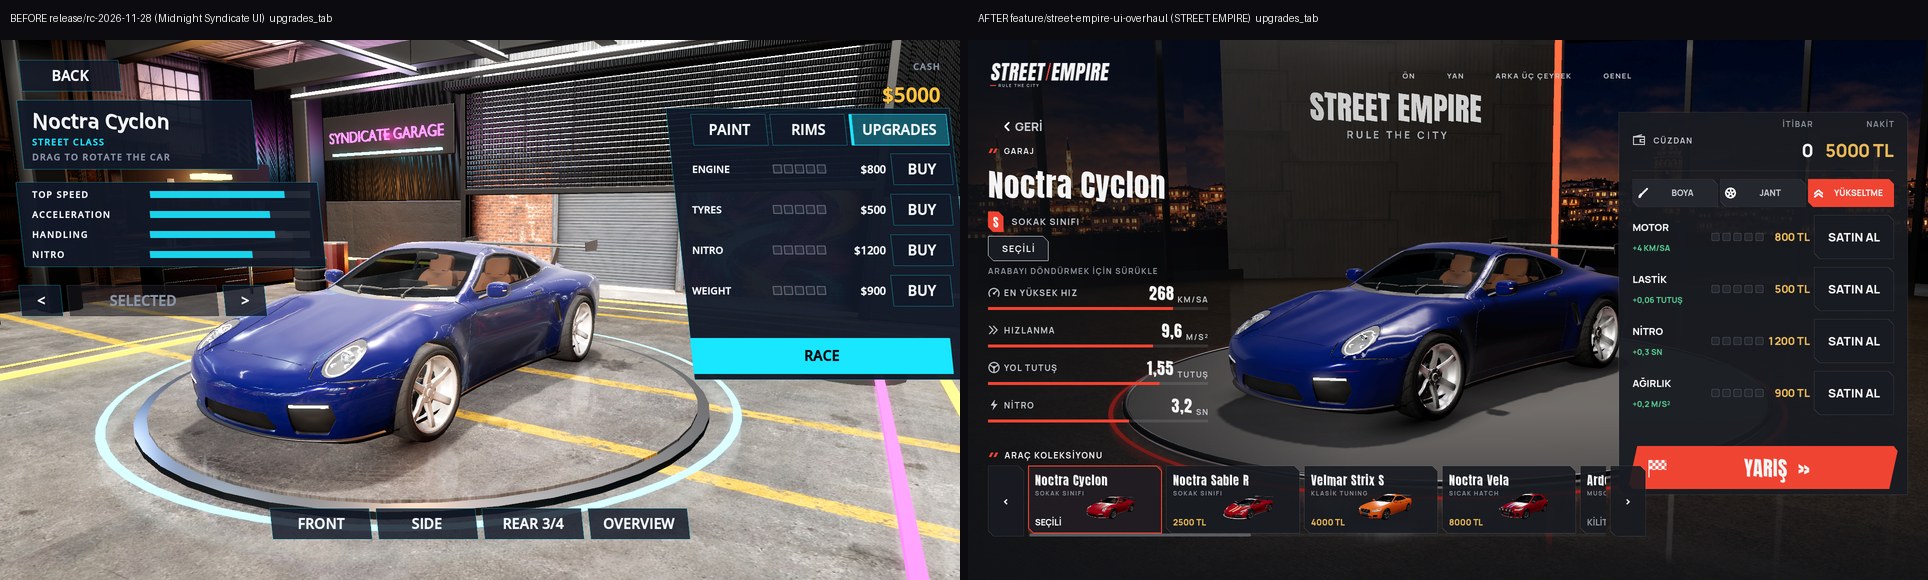 BEFORE release/rc-2026-11-28 (Midnight Syndicate UI) upgrades_tab
BACK
CASH
$5000
Noctra Cyclon
STREET CLASS
DRAG TO ROTATE THE CAR
SYNDICATE GARAGE
PAINT RIMS UPGRADES
TOP SPEED
ACCELERATION
HANDLING
NITRO
ENGINE $800 BUY
TYRES $500 BUY
NITRO $1200 BUY
WEIGHT $900 BUY
< SELECTED >
RACE
FRONT SIDE REAR 3/4 OVERVIEW
AFTER feature/street-empire-ui-overhaul (STREET EMPIRE) upgrades_tab
STREET/EMPIRE
RULE THE CITY
ÖN YAN ARKA ÜÇ ÇEYREK GENEL
STREET EMPIRE
RULE THE CITY
GERİ
GARAJ
Noctra Cyclon
S SOKAK SINIFI
SEÇİLİ
ARABAYI DÖNDÜRMEK İÇİN SÜRÜKLE
EN YÜKSEK HIZ 268 KM/SA
HIZLANMA 9,6 M/S²
YOL TUTUŞ 1,55 TUTUŞ
NİTRO 3,2 SN
İTİBAR NAKİT
CÜZDAN
0 5000 TL
BOYA JANT YÜKSELTME
MOTOR
+4 KM/SA
800 TL SATIN AL
LASTİK
+0,06 TUTUŞ
500 TL SATIN AL
NİTRO
+0,3 SN
1200 TL SATIN AL
AĞIRLIK
+0,2 M/S²
900 TL SATIN AL
YARIŞ »
ARAÇ KOLEKSİYONU
Noctra Cyclon
SOKAK SINIFI
SEÇİLİ
Noctra Sable R
SOKAK SINIFI
2500 TL
Velmar Strix S
KLASİK TUNING
4000 TL
Noctra Vela
SICAK HATCH
8000 TL